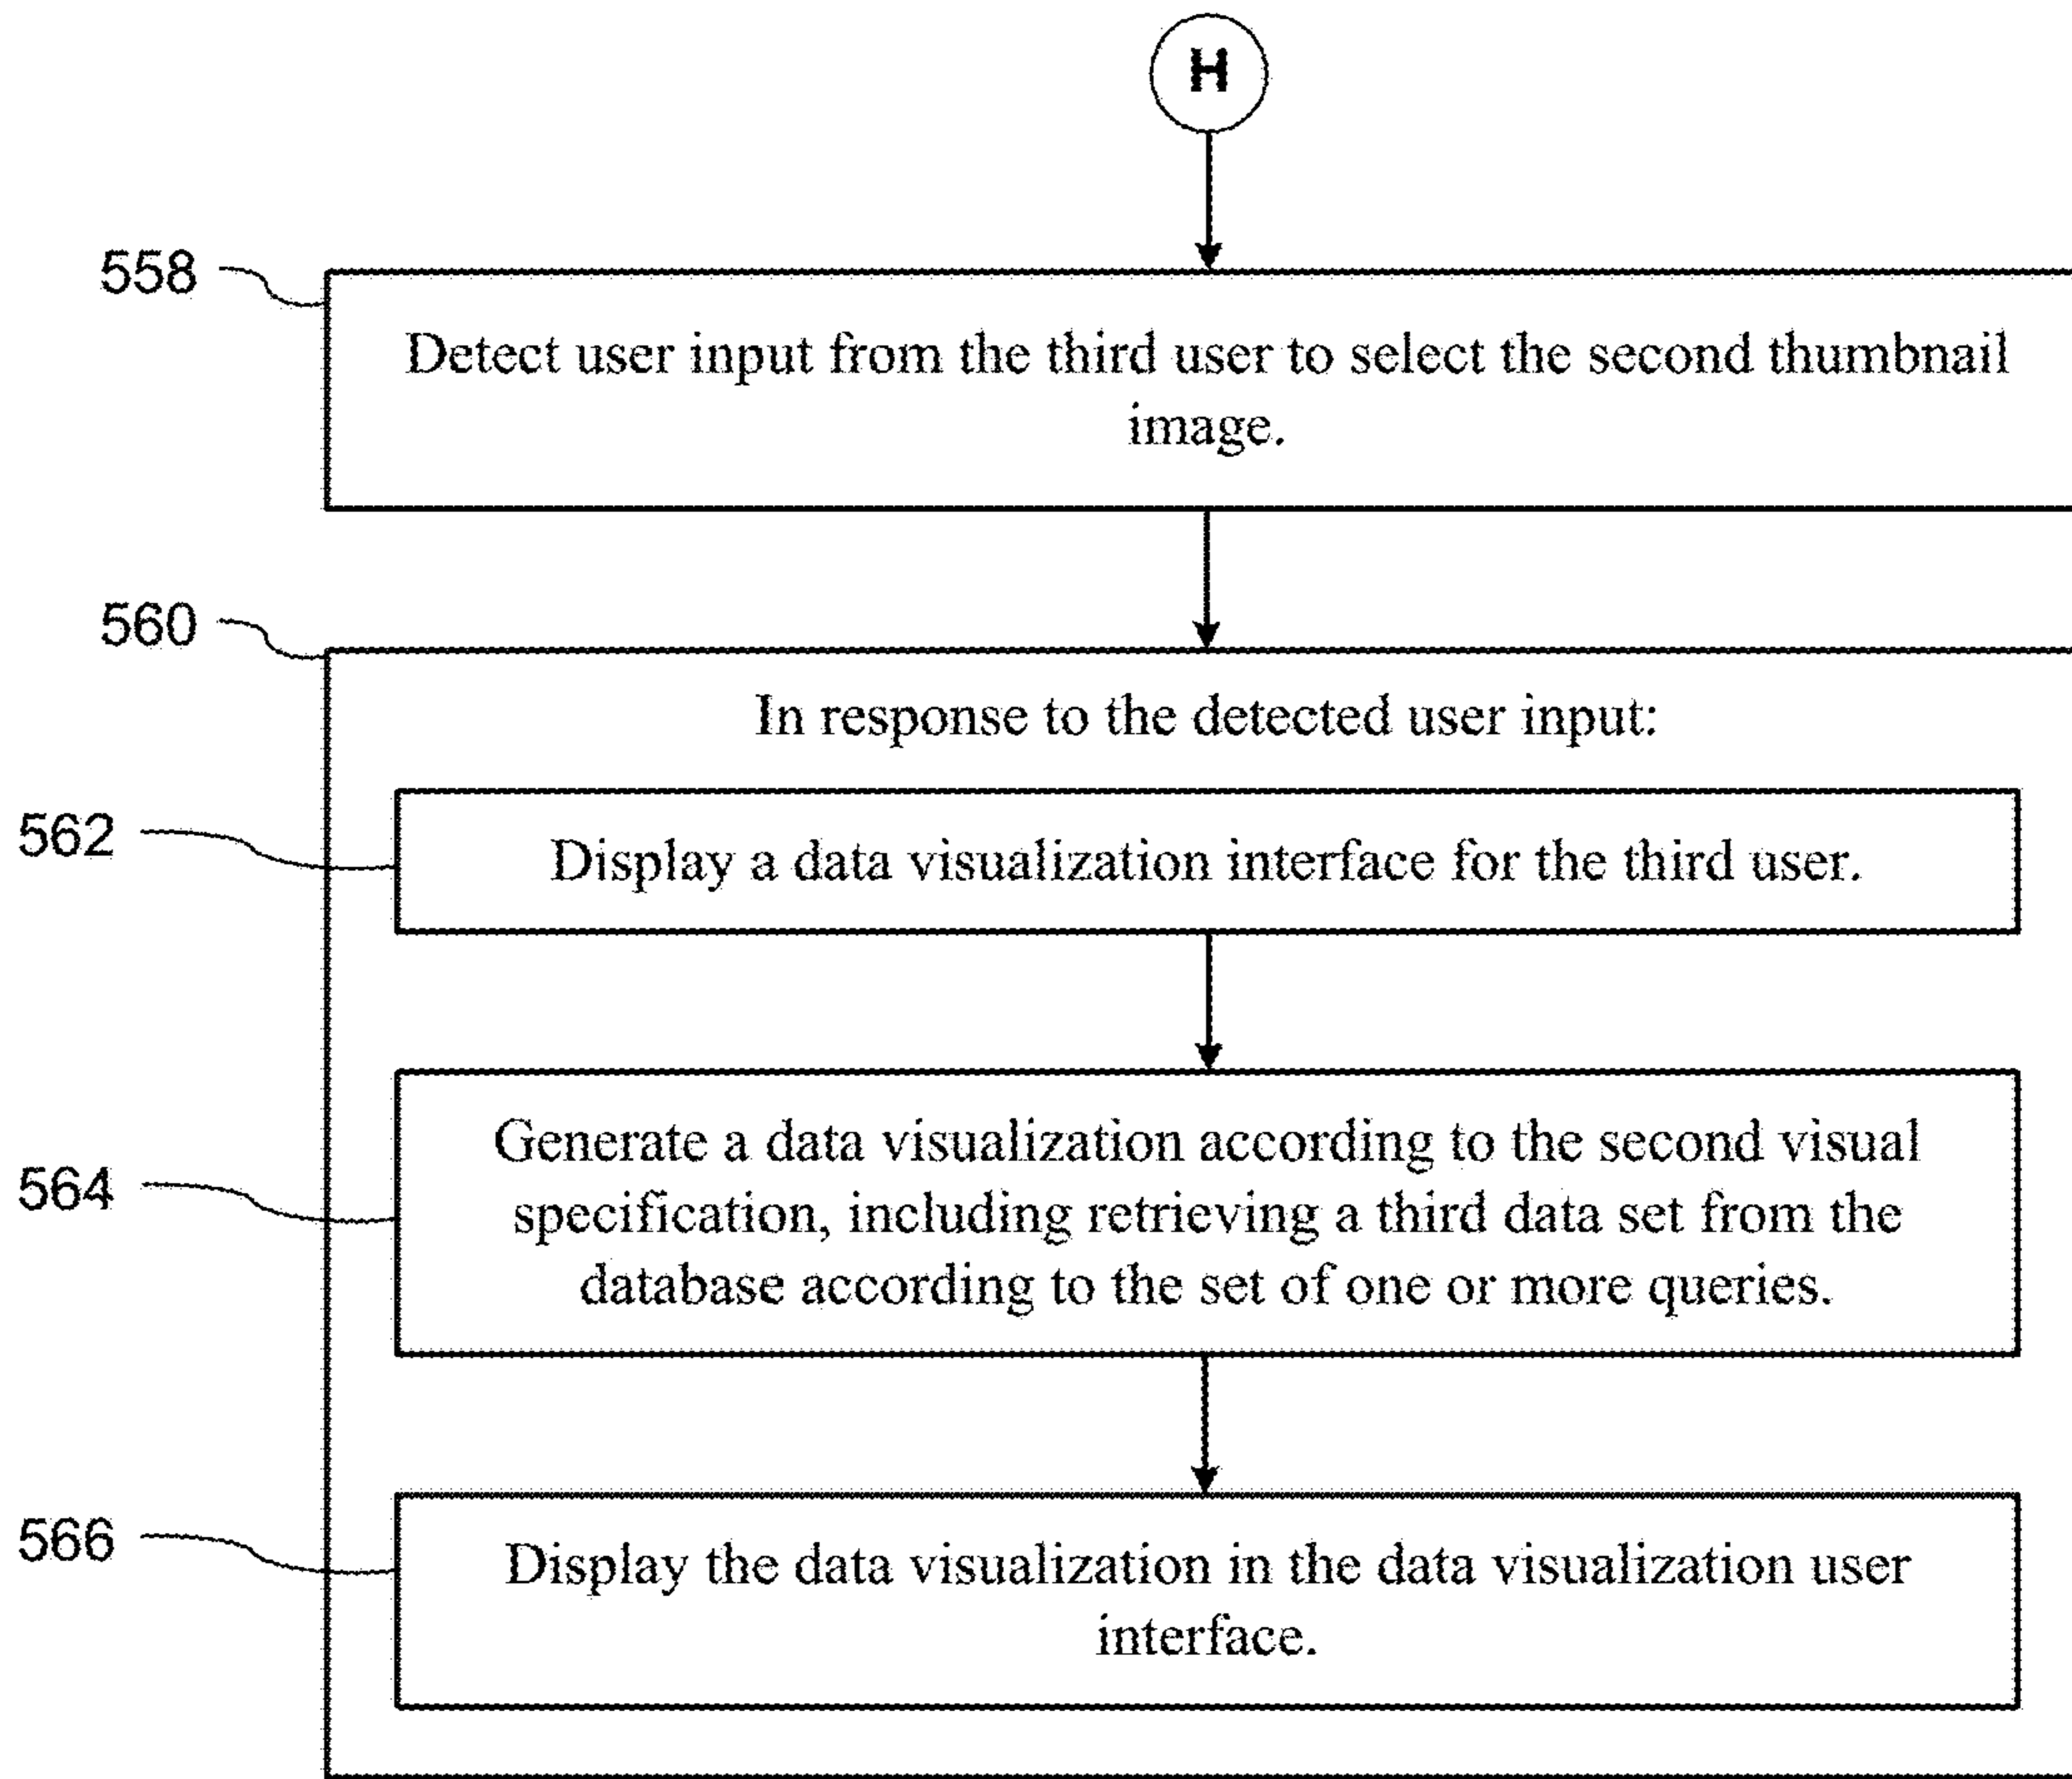 H
558
Detect user input from the third user to select the second thumbnail
image.
560
In response to the detected user input:
562
Display a data visualization interface for the third user.
564
Generate a data visualization according to the second visual
specification, including retrieving a third data set from the
database according to the set of one or more queries.
566
Display the data visualization in the data visualization user
interface.